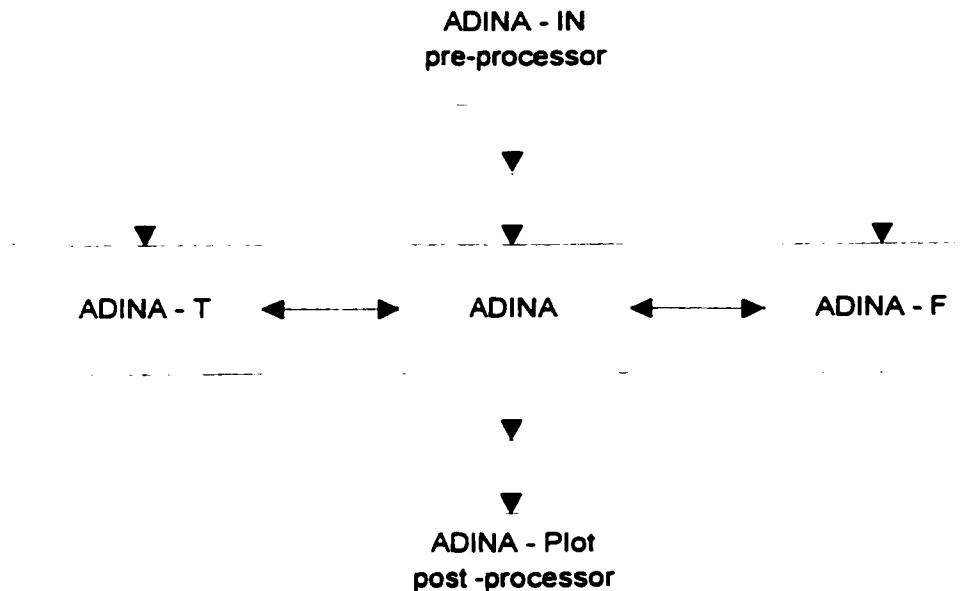 ADINA - IN
pre-processor
ADINA - T
ADINA
ADINA - F
ADINA - Plot
post -processor